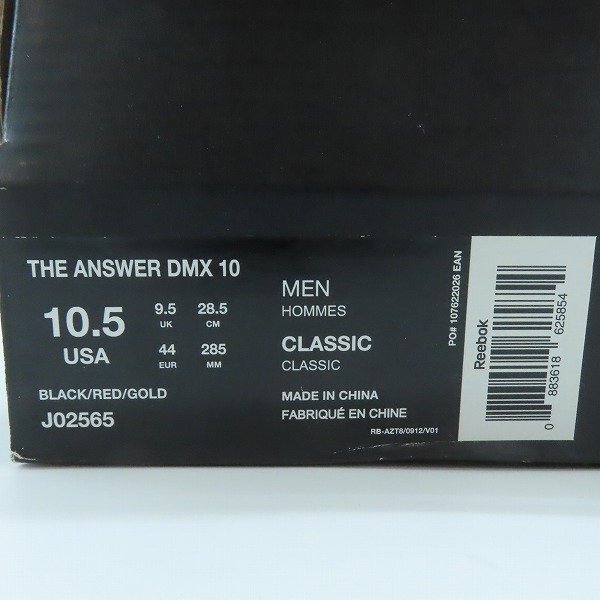 THE ANSWER DMX 10
10.5
USA
9.5
UK
28.5
CM
44
EUR
285
MM
BLACK/RED/GOLD
J02565
MEN
HOMMES
CLASSIC
CLASSIC
MADE IN CHINA
FABRIQUÉ EN CHINE
RB-AZT8/0912/V01
PO# 107622026 EAN
Reebok
0 883618 625854